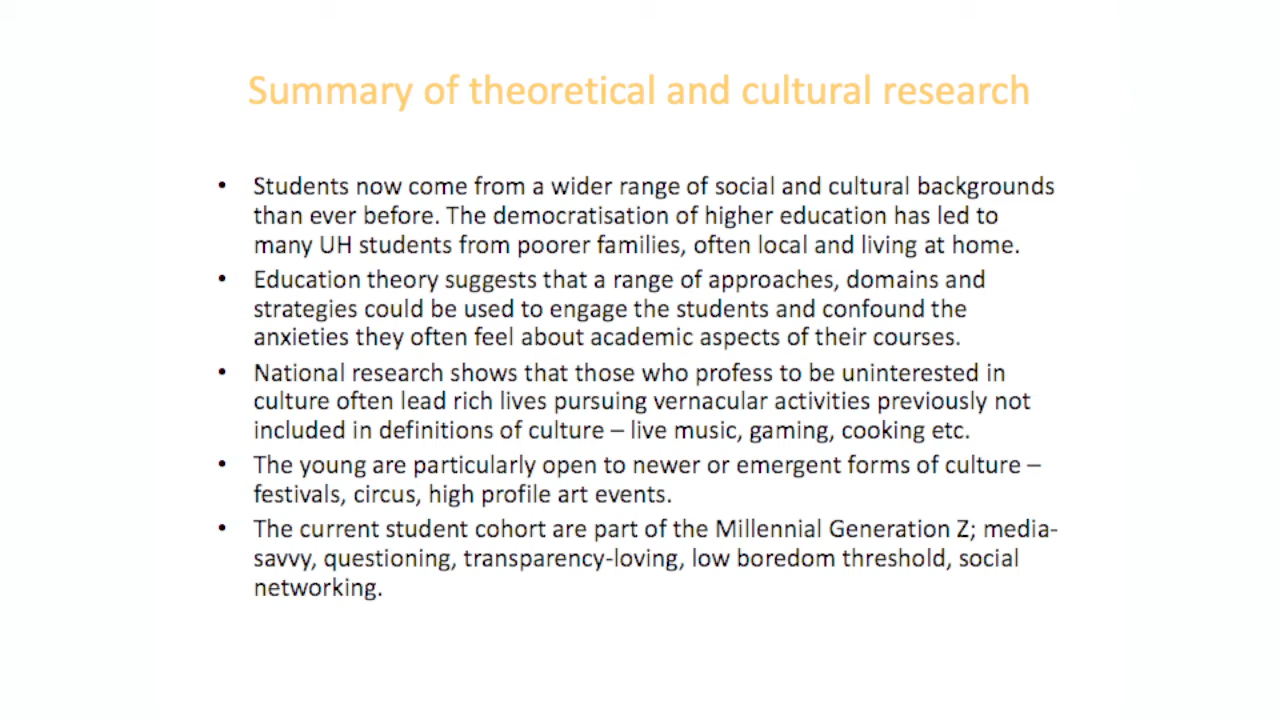 Summary of theoretical and cultural research
• Students now come from a wider range of social and cultural backgrounds
than ever before. The democratisation of higher education has led to
many UH students from poorer families, often local and living at home.
• Education theory suggests that a range of approaches, domains and
strategies could be used to engage the students and confound the
anxieties they often feel about academic aspects of their courses.
• National research shows that those who profess to be uninterested in
culture often lead rich lives pursuing vernacular activities previously not
included in definitions of culture – live music, gaming, cooking etc.
• The young are particularly open to newer or emergent forms of culture –
festivals, circus, high profile art events.
• The current student cohort are part of the Millennial Generation Z; media-
savvy, questioning, transparency-loving, low boredom threshold, social
networking.